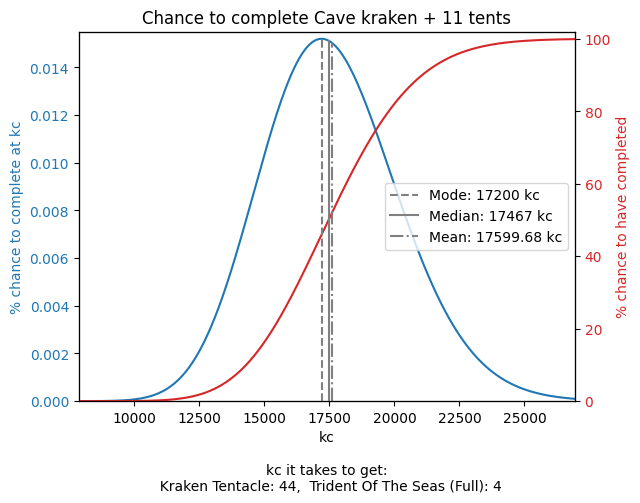 Chance to complete Cave kraken + 11 tents
% chance to complete at kc
0.014
0.012
0.010
0.008
0.006
0.004
0.002
0.000
100
80
60
40
20
0
% chance to have completed
Mode: 17200 kc
Median: 17467 kc
Mean: 17599.68 kc
10000 12500 15000 17500 20000 22500 25000
kc
kc it takes to get:
Kraken Tentacle: 44,  Trident Of The Seas (Full): 4